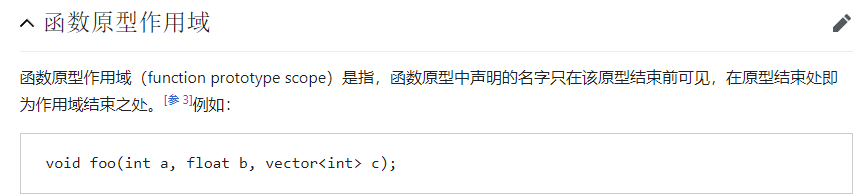 函数原型作用域
函数原型作用域（function prototype scope）是指，函数原型中声明的名字只在该原型结束前可见，在原型结束处即
为作用域结束之处。[参 3]例如：
void foo(int a, float b, vector<int> c);